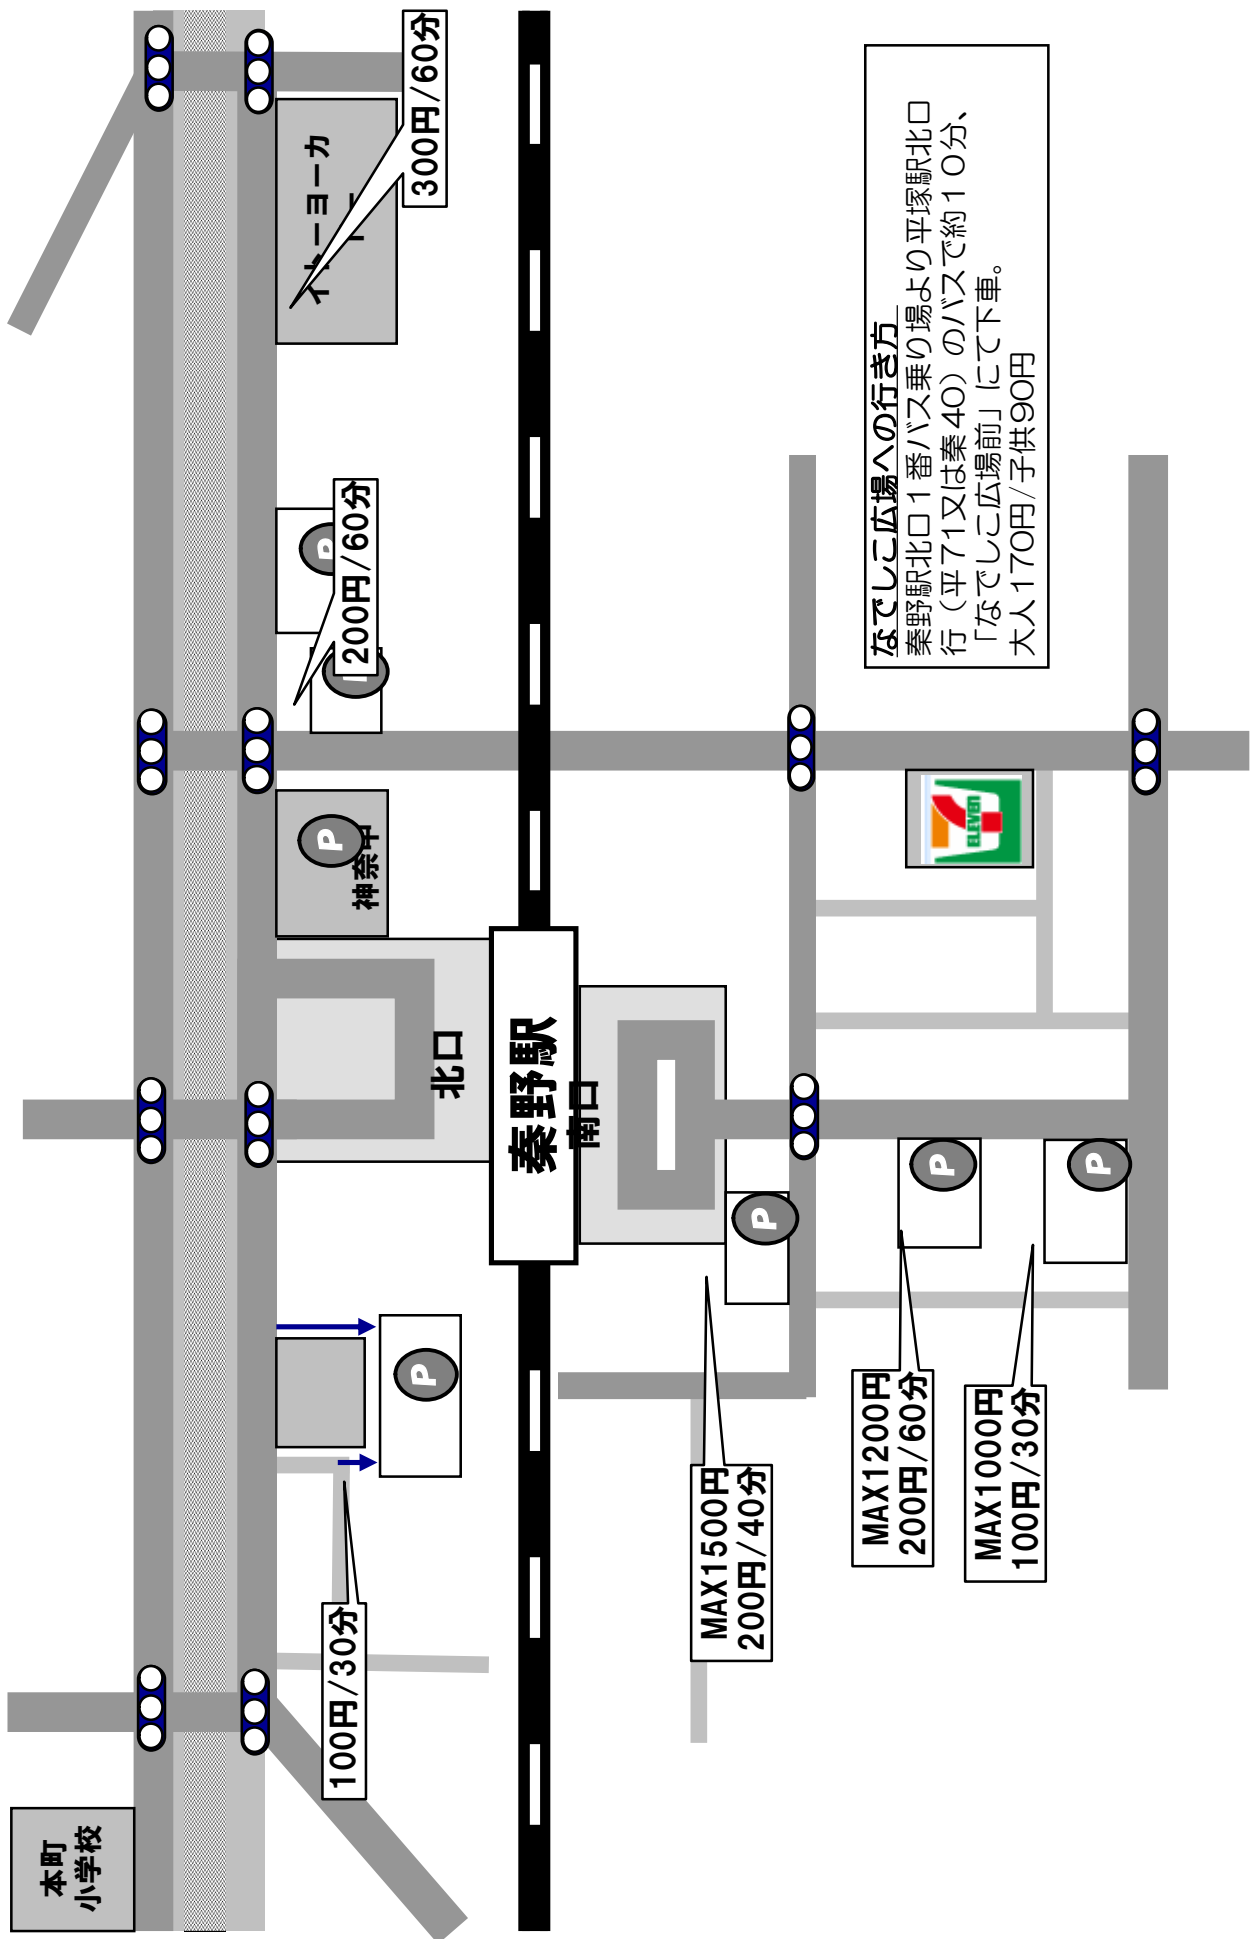 本町
小学校
100円/30分
神奈中
P
P
200円/60分
P
イトーヨーカ
ドー
300円/60分
北口
秦野駅
南口
P
P
P
P
MAX1500円
200円/40分
MAX1200円
200円/60分
MAX1000円
100円/30分
ELEVEN
なでしこ広場への行き方
秦野駅北口1番バス乗り場より平塚駅北口
行(平71又は秦40)のバスで約10分、
「なでしこ広場前」にて下車。
大人170円/子供90円